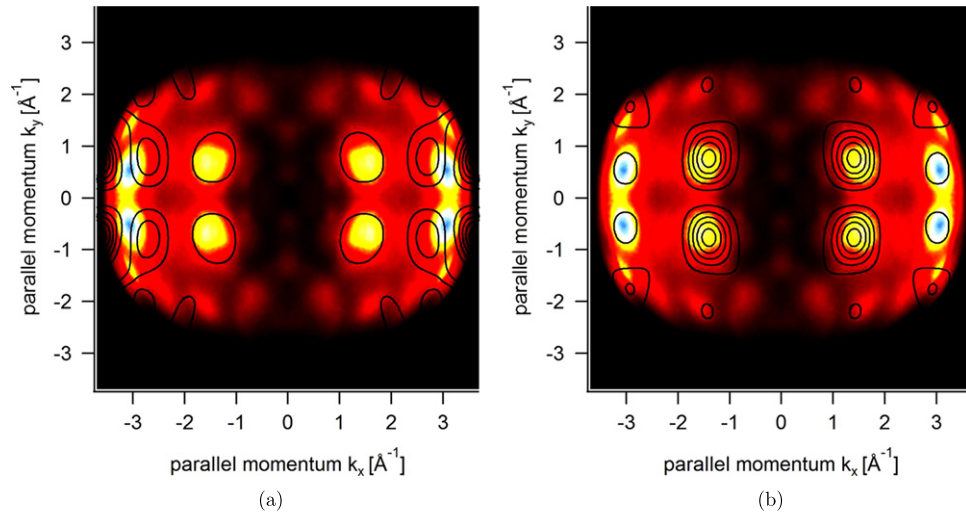 3
2
1
0
-1
-2
-3
parallel momentum k_y [Å⁻¹]
-3 -2 -1 0 1 2 3
parallel momentum k_x [Å⁻¹]
(a)
3
2
1
0
-1
-2
-3
parallel momentum k_y [Å⁻¹]
-3 -2 -1 0 1 2 3
parallel momentum k_x [Å⁻¹]
(b)